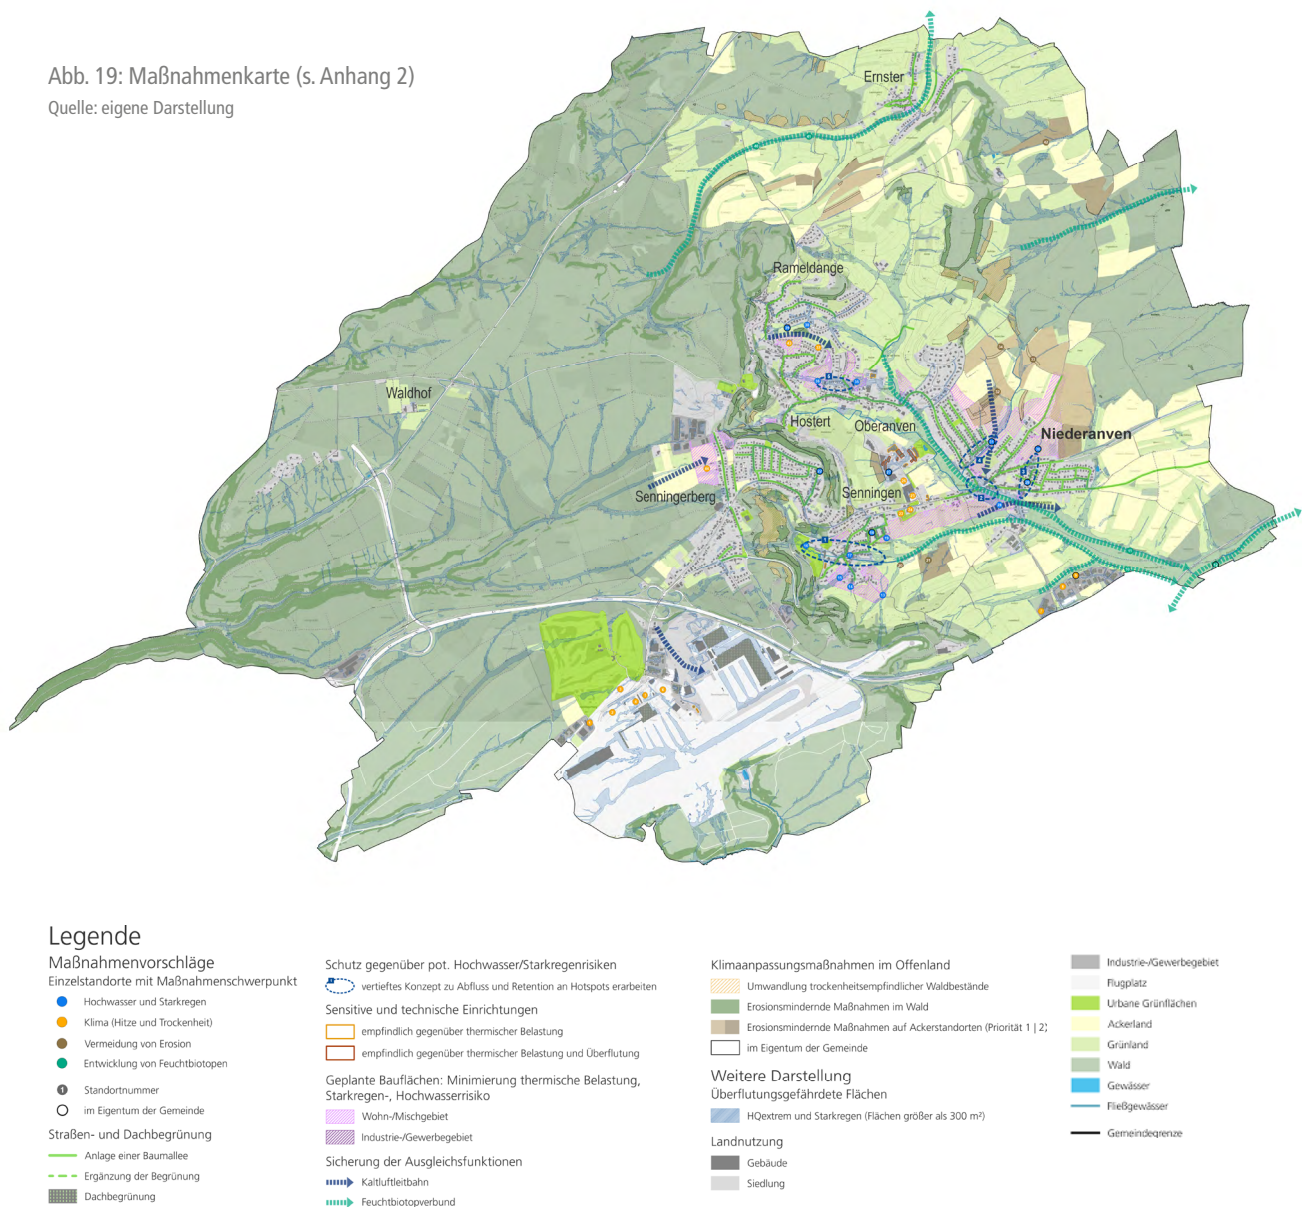 Abb. 19: Maßnahmenkarte (s. Anhang 2)
Quelle: eigene Darstellung
Ernster
Rameldange
Waldhof
Hostert
Oberanven
Niederanven
Senningerberg
Senningen
Legende
Maßnahmenvorschläge
Einzelstandorte mit Maßnahmenschwerpunkt
Hochwasser und Starkregen
Klima (Hitze und Trockenheit)
Vermeidung von Erosion
Entwicklung von Feuchtbiotopen
1 Standortnummer
im Eigentum der Gemeinde
Straßen- und Dachbegrünung
Anlage einer Baumallee
Ergänzung der Begrünung
Dachbegrünung
Schutz gegenüber pot. Hochwasser/Starkregenrisiken
vertieftes Konzept zu Abfluss und Retention an Hotspots erarbeiten
Sensitive und technische Einrichtungen
empfindlich gegenüber thermischer Belastung
empfindlich gegenüber thermischer Belastung und Überflutung
Geplante Bauflächen: Minimierung thermische Belastung,
Starkregen-, Hochwasserrisiko
Wohn-/Mischgebiet
Industrie-/Gewerbegebiet
Sicherung der Ausgleichsfunktionen
Kaltluftleitbahn
Feuchtbiotopverbund
Klimaanpassungsmaßnahmen im Offenland
Umwandlung trockenheitsempfindlicher Waldbestände
Erosionsmindernde Maßnahmen im Wald
Erosionsmindernde Maßnahmen auf Ackerstandorten (Priorität 1 | 2)
im Eigentum der Gemeinde
Weitere Darstellung
Überflutungsgefährdete Flächen
HQextrem und Starkregen (Flächen größer als 300 m²)
Landnutzung
Gebäude
Siedlung
Industrie-/Gewerbegebiet
Flugplatz
Urbane Grünflächen
Ackerland
Grünland
Wald
Gewässer
Fließgewässer
Gemeindegrenze